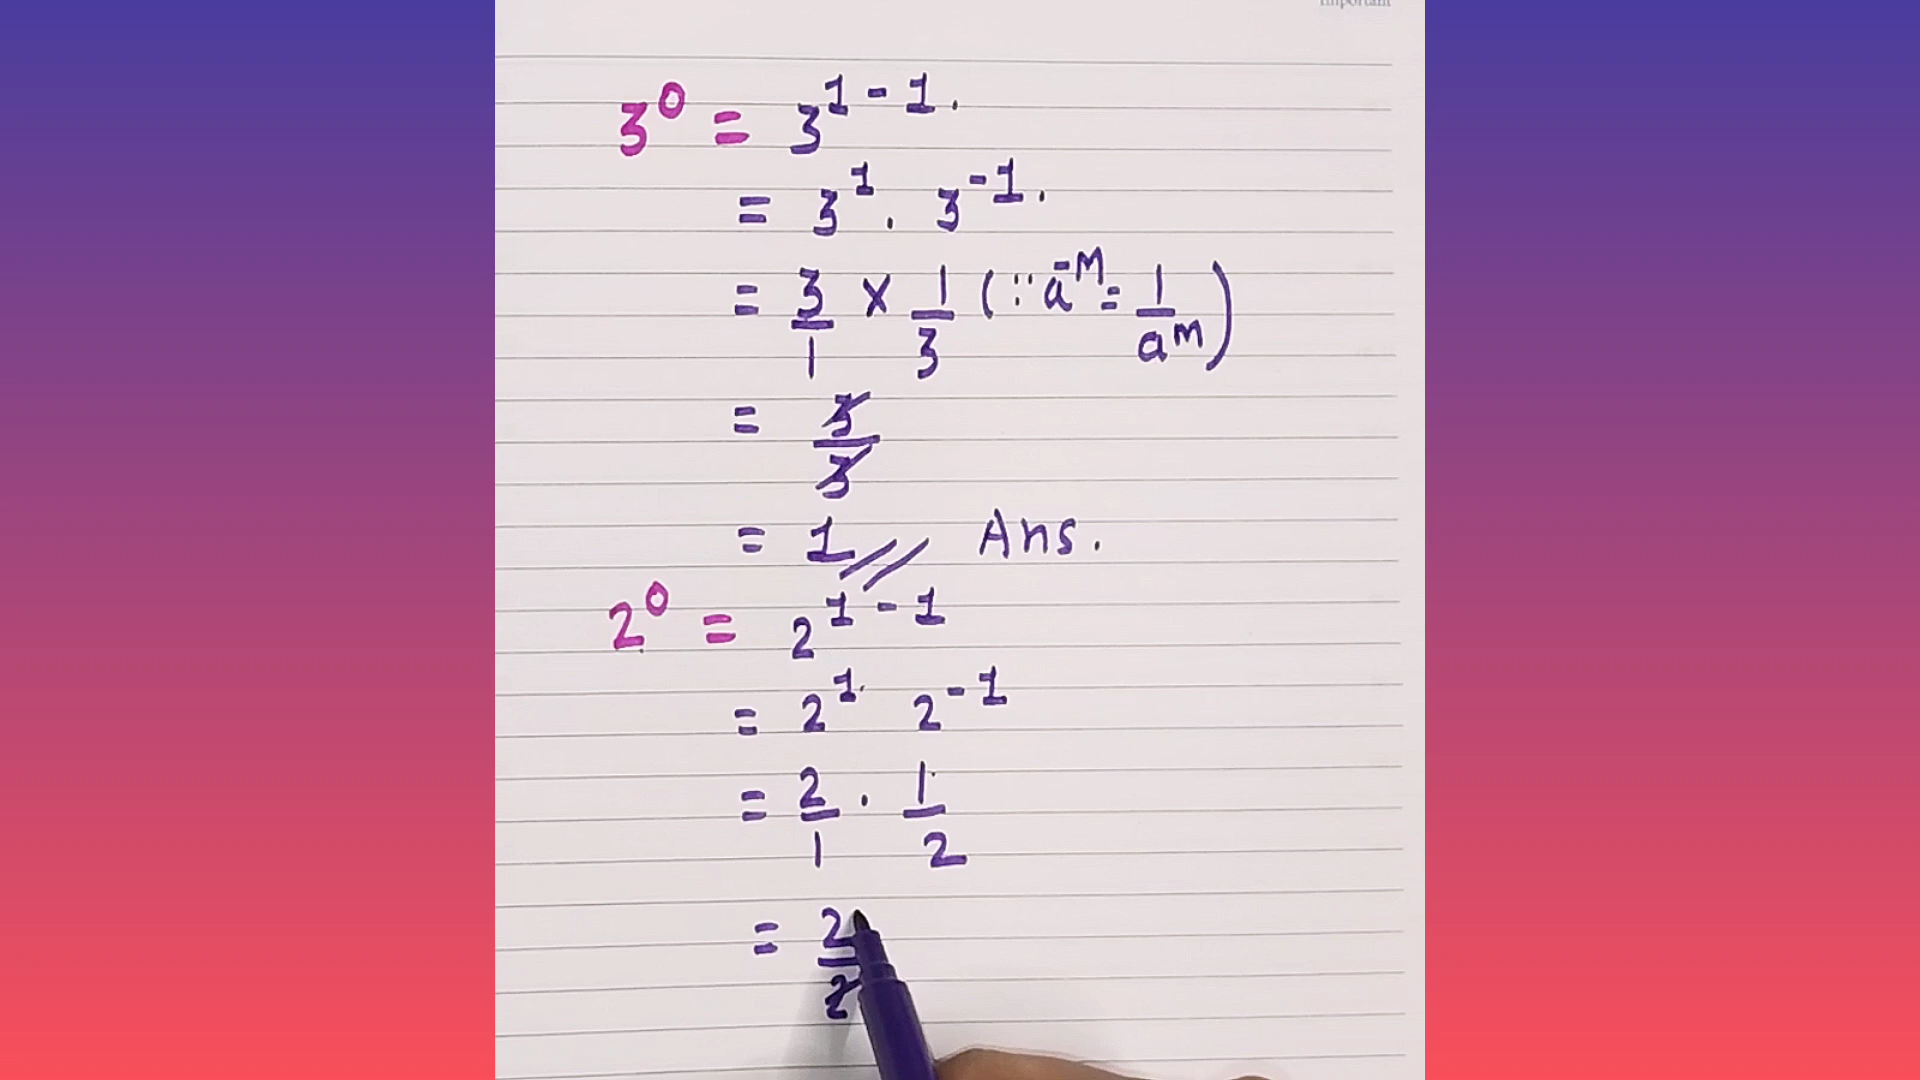 Important
3⁰ = 3¹⁻¹.
= 3¹ . 3⁻¹.
= 3/1 × 1/3 (∵ a⁻ᴹ = 1/aᴹ)
= 3/3
= 1 // Ans.
2⁰ = 2¹⁻¹
= 2¹· 2⁻¹
= 2/1 · 1/2
= 2/2